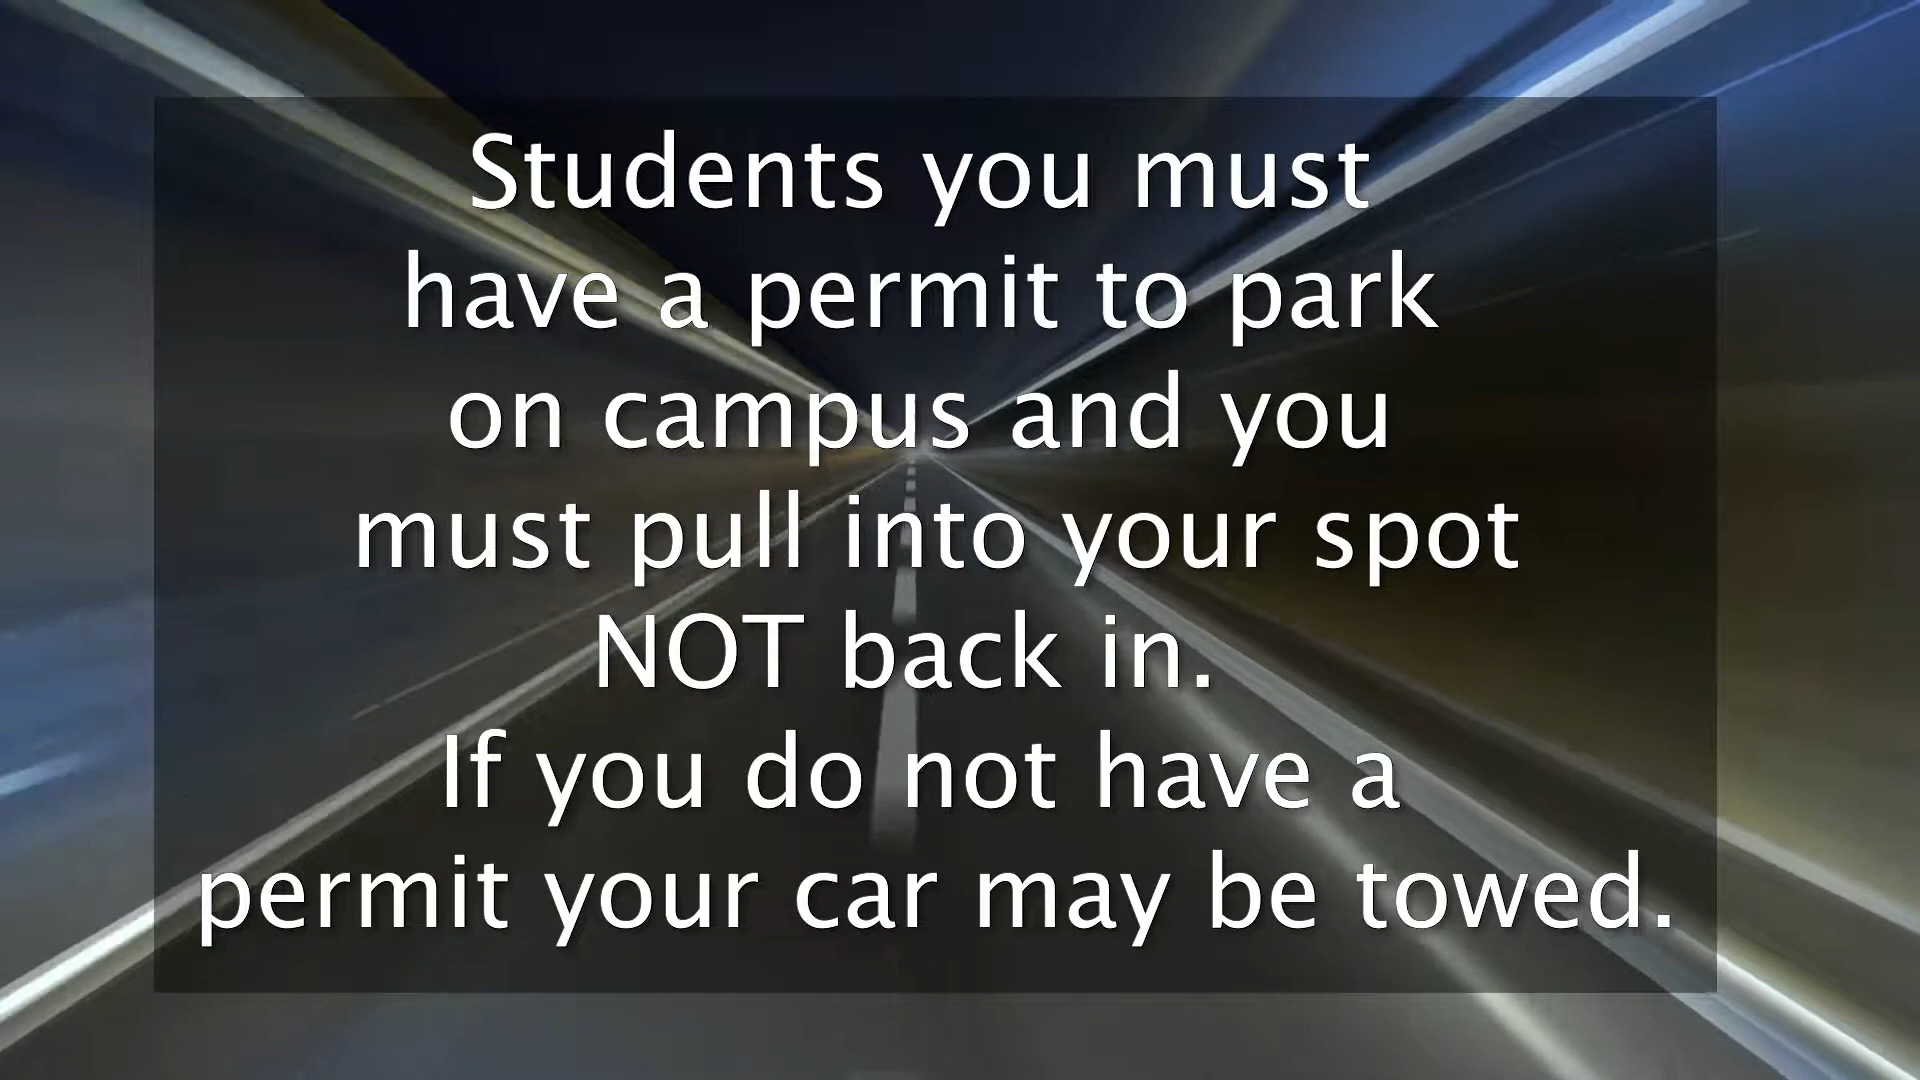 Students you must
have a permit to park
on campus and you
must pull into your spot
NOT back in.
If you do not have a
permit your car may be towed.